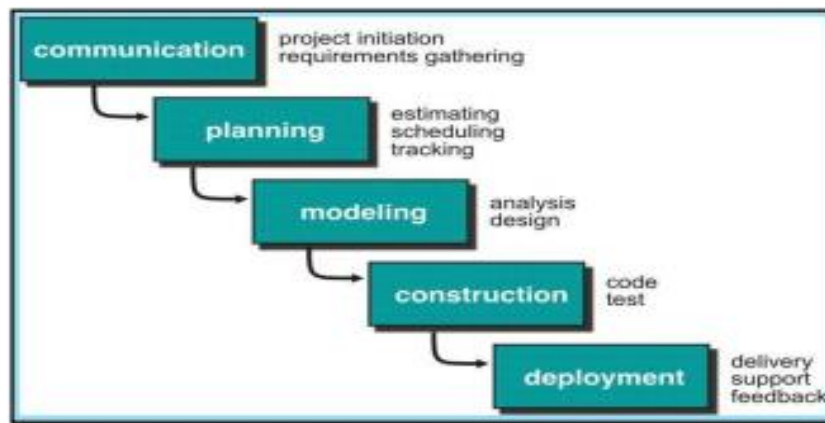 communication
project initiation
requirements gathering
planning
estimating
scheduling
tracking
modeling
analysis
design
construction
code
test
deployment
delivery
support
feedback